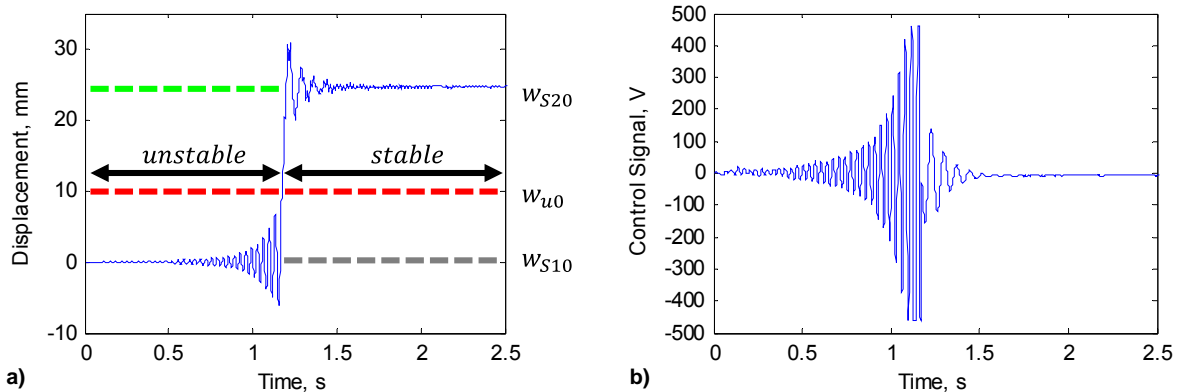 30
20
10
0
-10
Displacement, mm
unstable
stable
w_{S20}
w_{u0}
w_{S10}
0 0.5 1 1.5 2 2.5
Time, s
a)
500
400
300
200
100
0
-100
-200
-300
-400
-500
Control Signal, V
0 0.5 1 1.5 2 2.5
Time, s
b)